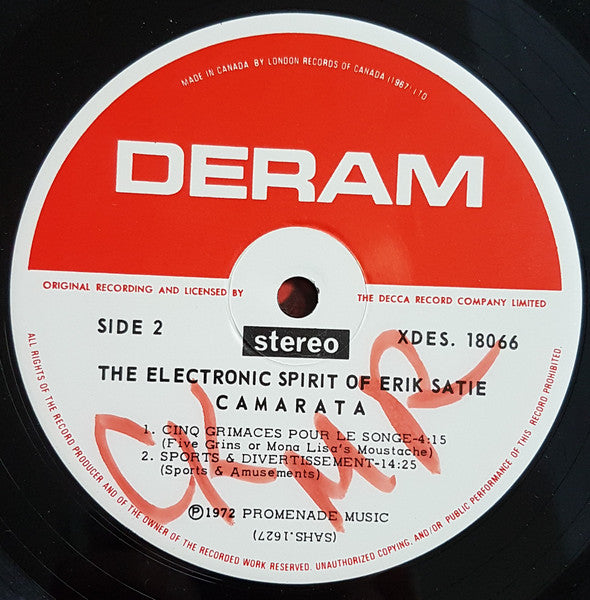 MADE IN CANADA BY LONDON RECORDS OF CANADA (1967) LTD
DERAM
ORIGINAL RECORDING AND LICENSED BY THE DECCA RECORD COMPANY LIMITED
SIDE 2
stereo
XDES. 18066
THE ELECTRONIC SPIRIT OF ERIK SATIE
CAMARATA
1. CINQ GRIMACES POUR LE SONGE-4:15
(Five Grins or Mona Lisa's Moustache)
2. SPORTS & DIVERTISSEMENT-14:25
(Sports & Amusements)
℗1972 PROMENADE MUSIC
(SAHS.1627)
ALL RIGHTS OF THE RECORD PRODUCER AND OF THE OWNER OF THE RECORDED WORK RESERVED. UNAUTHORIZED COPYING, AND/OR PUBLIC PERFORMANCE OF THIS RECORD PROHIBITED.